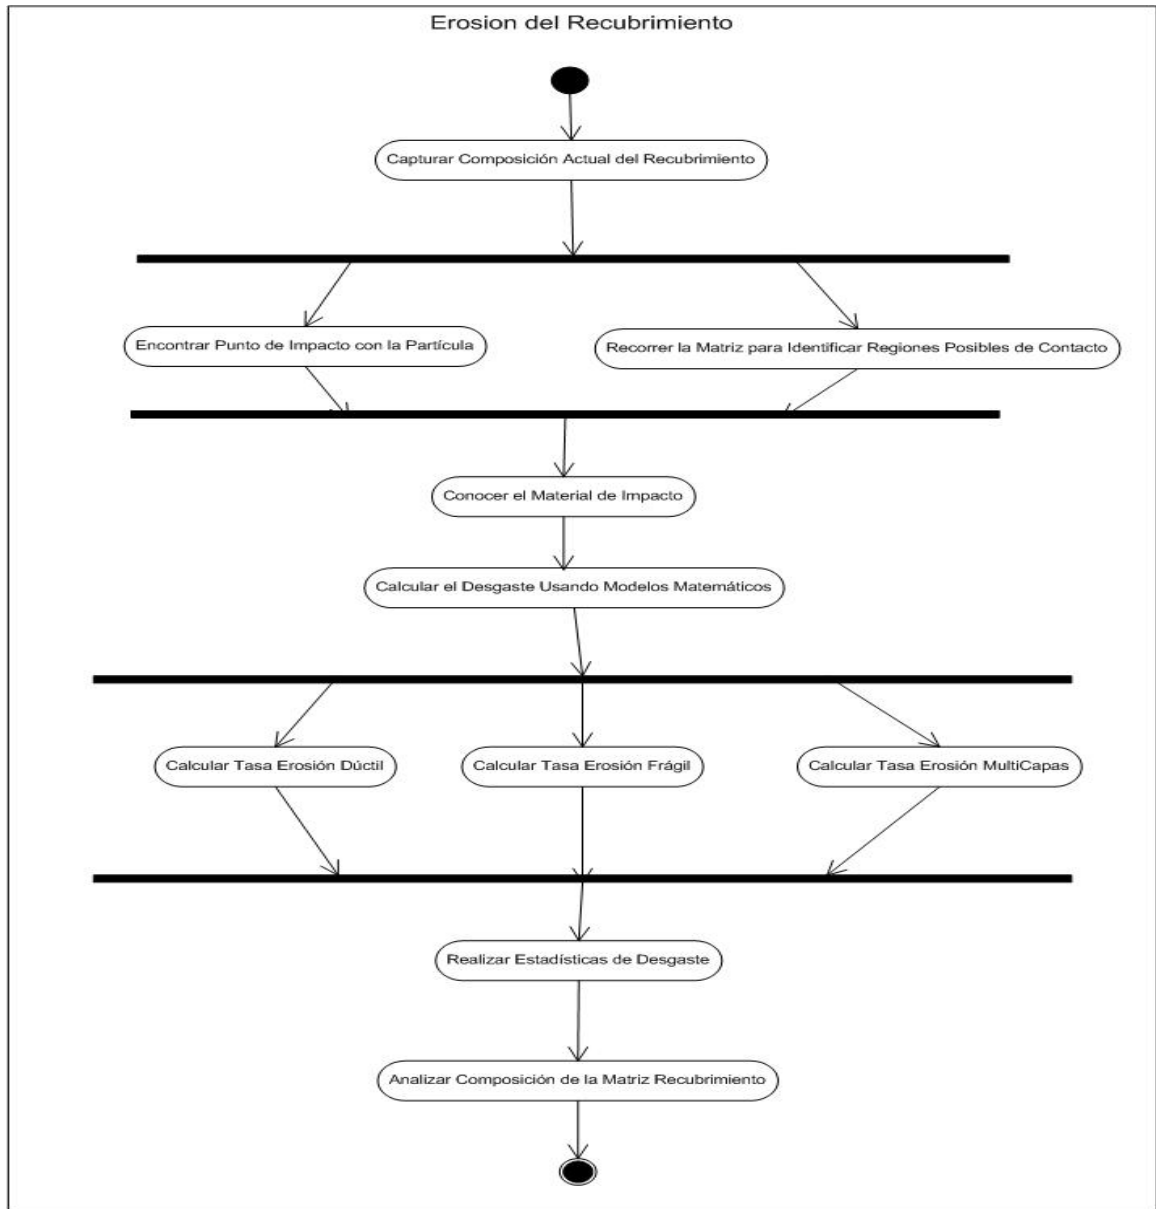 Erosion del Recubrimiento
Capturar Composición Actual del Recubrimiento
Encontrar Punto de Impacto con la Partícula
Recorrer la Matriz para Identificar Regiones Posibles de Contacto
Conocer el Material de Impacto
Calcular el Desgaste Usando Modelos Matemáticos
Calcular Tasa Erosión Dúctil
Calcular Tasa Erosión Frágil
Calcular Tasa Erosión MultiCapas
Realizar Estadísticas de Desgaste
Analizar Composición de la Matriz Recubrimiento